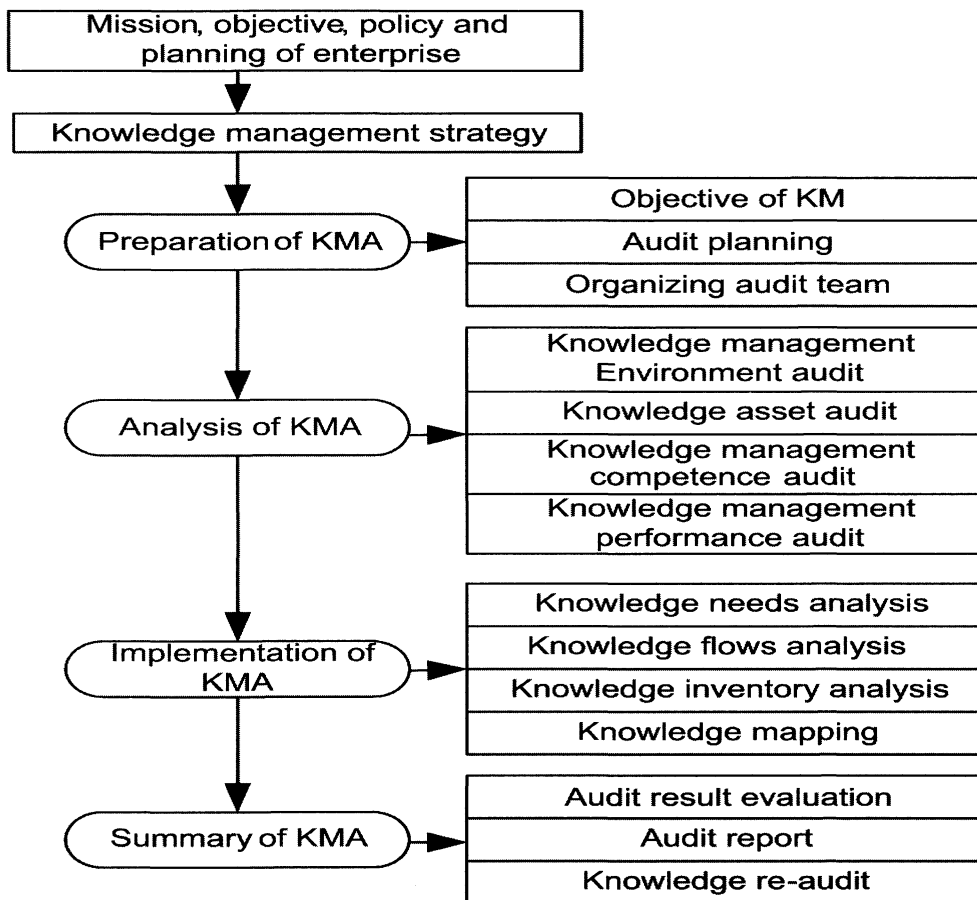 Mission, objective, policy and
planning of enterprise
Knowledge management strategy
Preparation of KMA
Objective of KM
Audit planning
Organizing audit team
Analysis of KMA
Knowledge management
Environment audit
Knowledge asset audit
Knowledge management
competence audit
Knowledge management
performance audit
Implementation of
KMA
Knowledge needs analysis
Knowledge flows analysis
Knowledge inventory analysis
Knowledge mapping
Summary of KMA
Audit result evaluation
Audit report
Knowledge re-audit